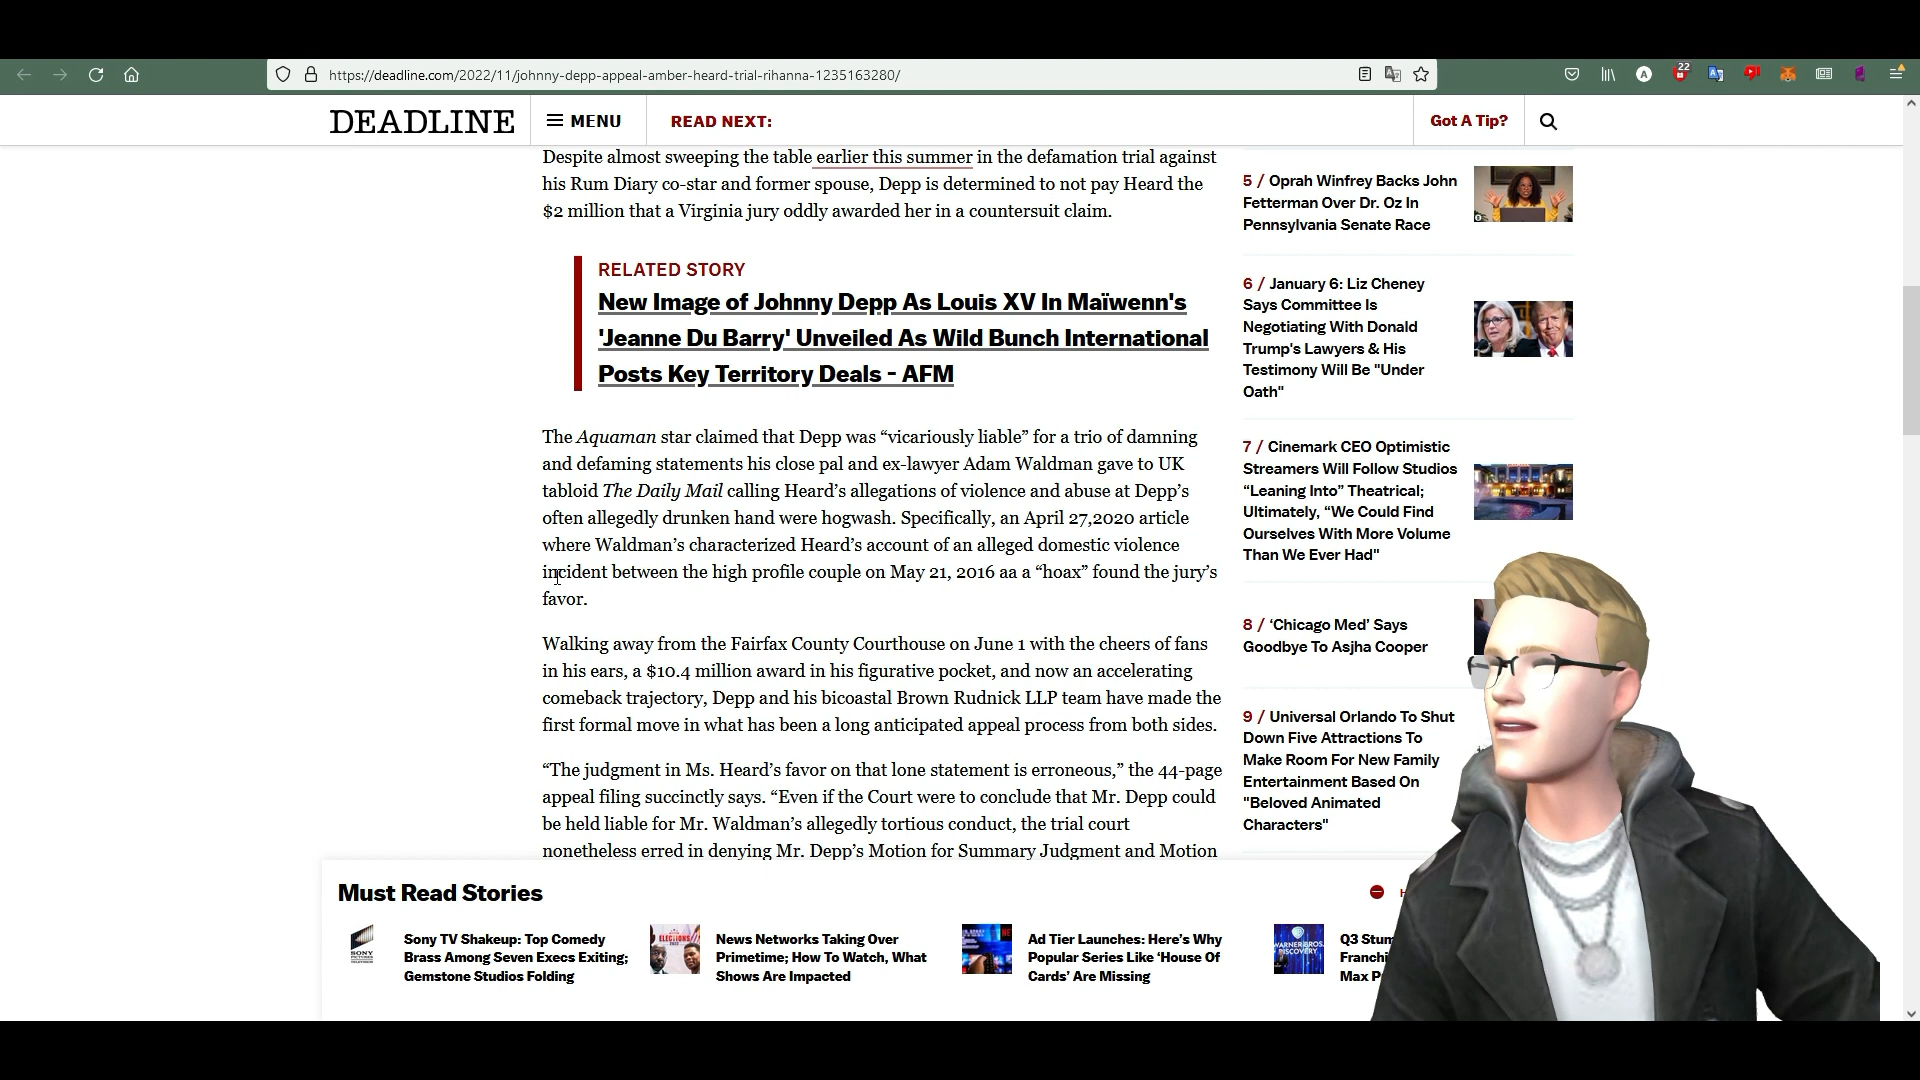 https://deadline.com/2022/11/johnny-depp-appeal-amber-heard-trial-rihanna-1235163280/
A
22
DEADLINE
MENU
READ NEXT:
Got A Tip?
Despite almost sweeping the table earlier this summer in the defamation trial against
his Rum Diary co-star and former spouse, Depp is determined to not pay Heard the
$2 million that a Virginia jury oddly awarded her in a countersuit claim.
RELATED STORY
New Image of Johnny Depp As Louis XV In Maïwenn's
'Jeanne Du Barry' Unveiled As Wild Bunch International
Posts Key Territory Deals - AFM
The Aquaman star claimed that Depp was “vicariously liable” for a trio of damning
and defaming statements his close pal and ex-lawyer Adam Waldman gave to UK
tabloid The Daily Mail calling Heard’s allegations of violence and abuse at Depp’s
often allegedly drunken hand were hogwash. Specifically, an April 27,2020 article
where Waldman’s characterized Heard’s account of an alleged domestic violence
incident between the high profile couple on May 21, 2016 aa a “hoax” found the jury’s
favor.
Walking away from the Fairfax County Courthouse on June 1 with the cheers of fans
in his ears, a $10.4 million award in his figurative pocket, and now an accelerating
comeback trajectory, Depp and his bicoastal Brown Rudnick LLP team have made the
first formal move in what has been a long anticipated appeal process from both sides.
“The judgment in Ms. Heard’s favor on that lone statement is erroneous,” the 44-page
appeal filing succinctly says. “Even if the Court were to conclude that Mr. Depp could
be held liable for Mr. Waldman’s allegedly tortious conduct, the trial court
nonetheless erred in denying Mr. Depp’s Motion for Summary Judgment and Motion
5 / Oprah Winfrey Backs John
Fetterman Over Dr. Oz In
Pennsylvania Senate Race
6 / January 6: Liz Cheney
Says Committee Is
Negotiating With Donald
Trump's Lawyers & His
Testimony Will Be "Under
Oath"
7 / Cinemark CEO Optimistic
Streamers Will Follow Studios
“Leaning Into” Theatrical;
Ultimately, “We Could Find
Ourselves With More Volume
Than We Ever Had"
8 / ‘Chicago Med’ Says
Goodbye To Asjha Cooper
9 / Universal Orlando To Shut
Down Five Attractions To
Make Room For New Family
Entertainment Based On
"Beloved Animated
Characters"
Must Read Stories
SONY
Sony TV Shakeup: Top Comedy
Brass Among Seven Execs Exiting;
Gemstone Studios Folding
ELECTIONS
News Networks Taking Over
Primetime; How To Watch, What
Shows Are Impacted
Ad Tier Launches: Here’s Why
Popular Series Like ‘House Of
Cards’ Are Missing
WARNER BROS.
DISCOVERY
Q3
Franchi
Max